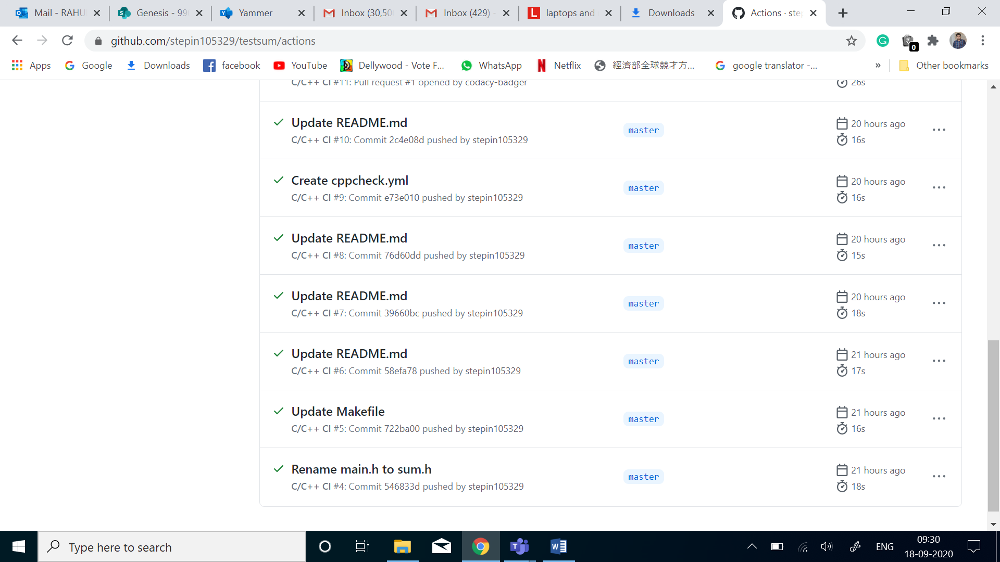 Mail - RAHU
Genesis - 99
Yammer
Inbox (30,50
Inbox (429) -
laptops and
Downloads
Actions · step
github.com/stepin105329/testsum/actions
0
Apps
Google
Downloads
facebook
YouTube
Dellywood - Vote F...
WhatsApp
Netflix
經濟部全球競才方...
google translator -...
»
Other bookmarks
C/C++ CI #11: Pull request #1 opened by codacy-badger
26s
Update README.md
C/C++ CI #10: Commit 2c4e08d pushed by stepin105329
master
20 hours ago
16s
Create cppcheck.yml
C/C++ CI #9: Commit e73e010 pushed by stepin105329
master
20 hours ago
16s
Update README.md
C/C++ CI #8: Commit 76d60dd pushed by stepin105329
master
20 hours ago
15s
Update README.md
C/C++ CI #7: Commit 39660bc pushed by stepin105329
master
20 hours ago
18s
Update README.md
C/C++ CI #6: Commit 58efa78 pushed by stepin105329
master
21 hours ago
17s
Update Makefile
C/C++ CI #5: Commit 722ba00 pushed by stepin105329
master
21 hours ago
16s
Rename main.h to sum.h
C/C++ CI #4: Commit 546833d pushed by stepin105329
master
21 hours ago
18s
Type here to search
ENG
09:30
18-09-2020